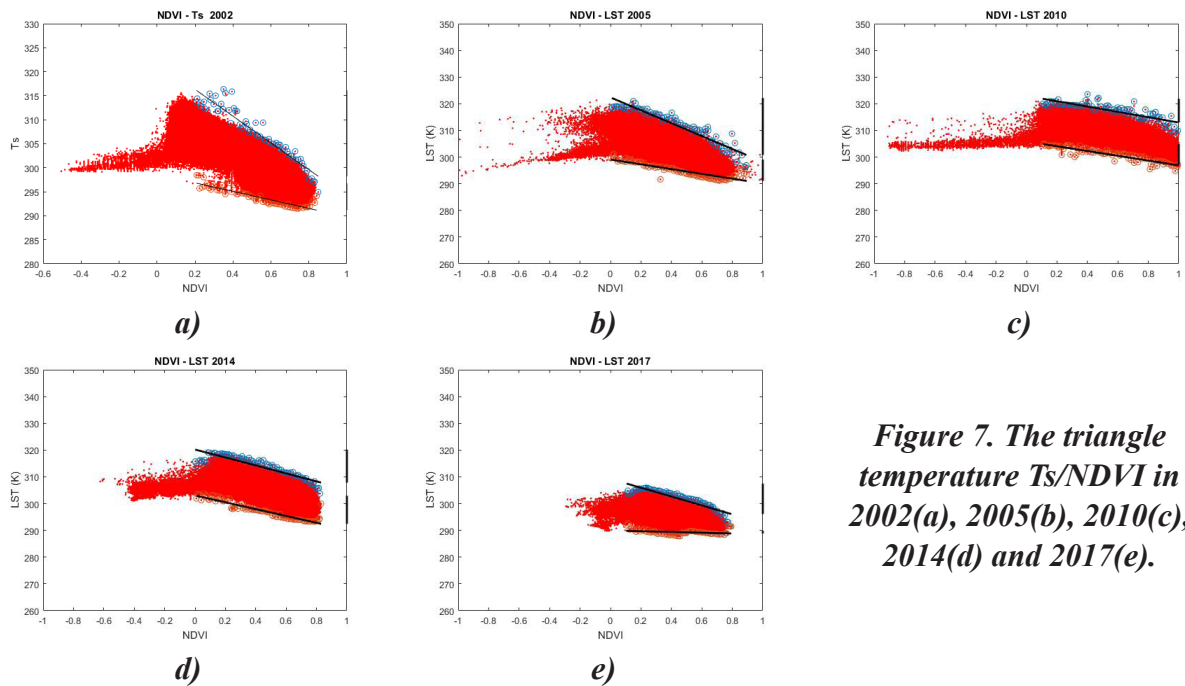 NDVI - Ts 2002
330
325
320
315
310
305
300
295
290
285
280
Ts
-0.6 -0.4 -0.2 0 0.2 0.4 0.6 0.8 1
NDVI
a)
NDVI - LST 2005
350
340
330
320
310
300
290
280
270
260
LST (K)
-1 -0.8 -0.6 -0.4 -0.2 0 0.2 0.4 0.6 0.8 1
NDVI
b)
NDVI - LST 2010
350
340
330
320
310
300
290
280
270
260
LST (K)
-1 -0.8 -0.6 -0.4 -0.2 0 0.2 0.4 0.6 0.8 1
NDVI
c)
NDVI - LST 2014
350
340
330
320
310
300
290
280
270
260
LST (K)
-1 -0.8 -0.6 -0.4 -0.2 0 0.2 0.4 0.6 0.8 1
NDVI
d)
NDVI - LST 2017
350
340
330
320
310
300
290
280
270
260
LST (K)
-1 -0.8 -0.6 -0.4 -0.2 0 0.2 0.4 0.6 0.8 1
NDVI
e)
Figure 7. The triangle
temperature Ts/NDVI in
2002(a), 2005(b), 2010(c),
2014(d) and 2017(e).